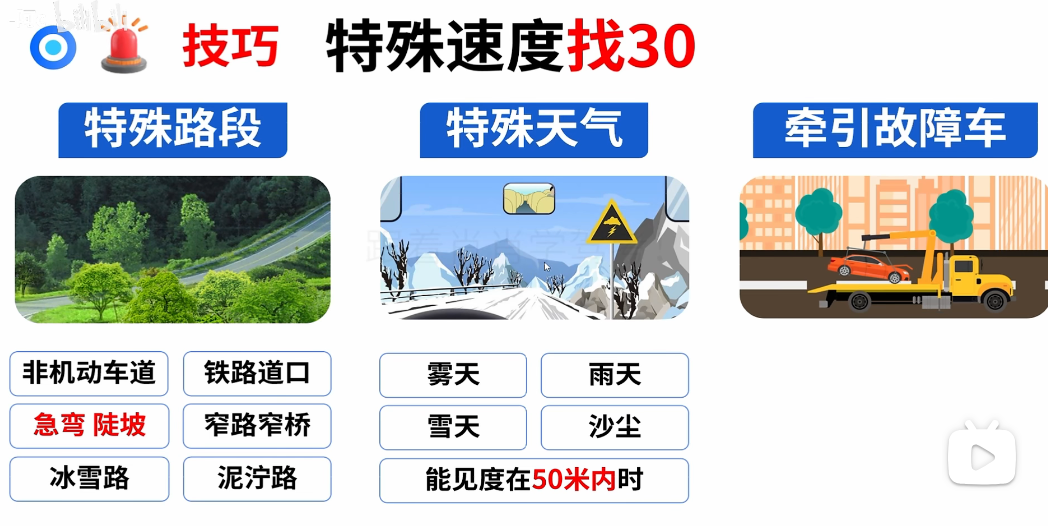 技巧 特殊速度找30
特殊路段 特殊天气 牵引故障车
非机动车道 铁路道口 雾天 雨天
急弯 陡坡 窄路窄桥 雪天 沙尘
冰雪路 泥泞路 能见度在50米内时